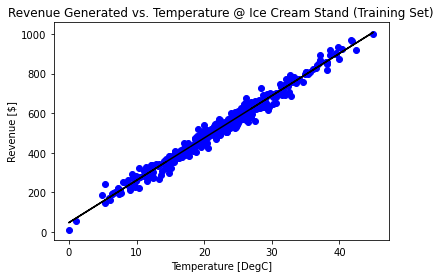 Revenue Generated vs. Temperature @ Ice Cream Stand (Training Set)
1000
800
600
400
200
0
Revenue [$]
0 10 20 30 40
Temperature [DegC]